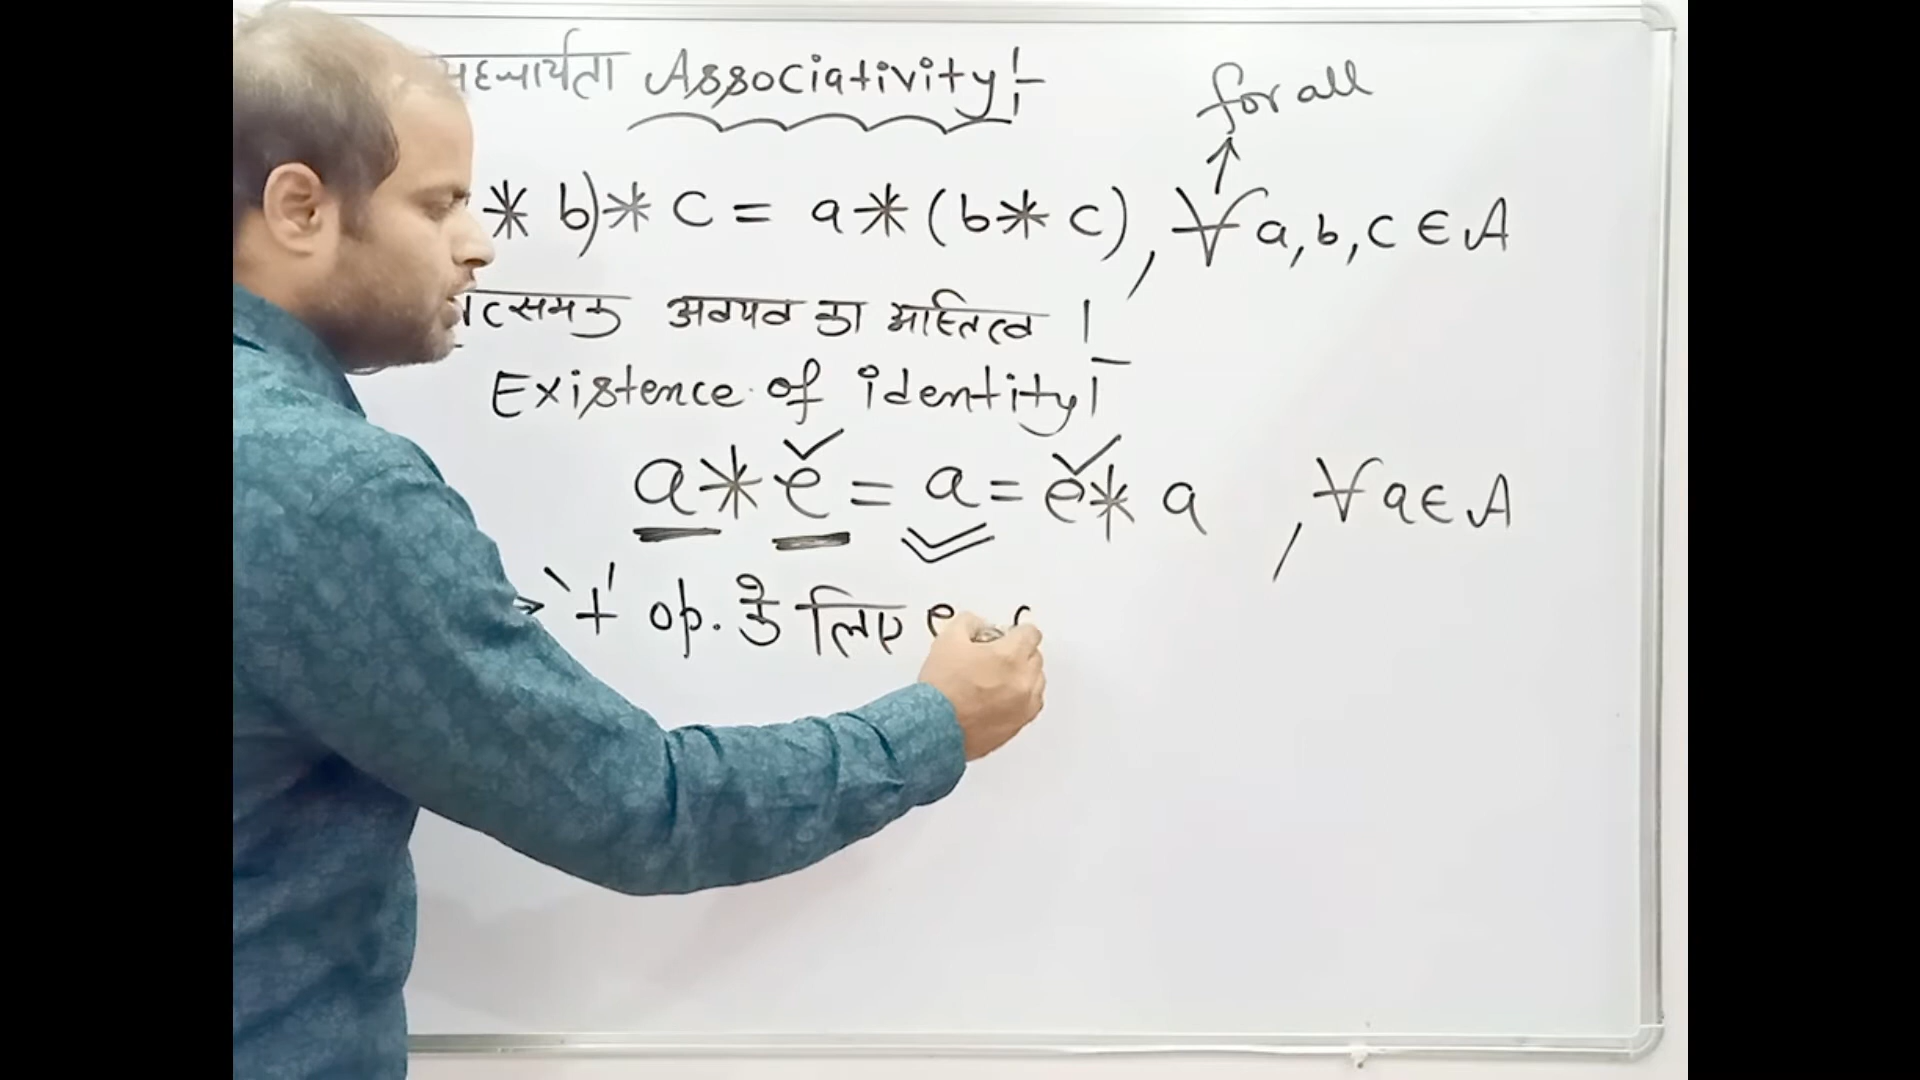 Associativity:-
for all
* b) * c = a * (b * c), ∀ a, b, c ∈ A
अवयव का अस्तित्व |
Existence of identity:-
a * e = a = e * a , ∀ a ∈ A
→ '+' op. के लिए e